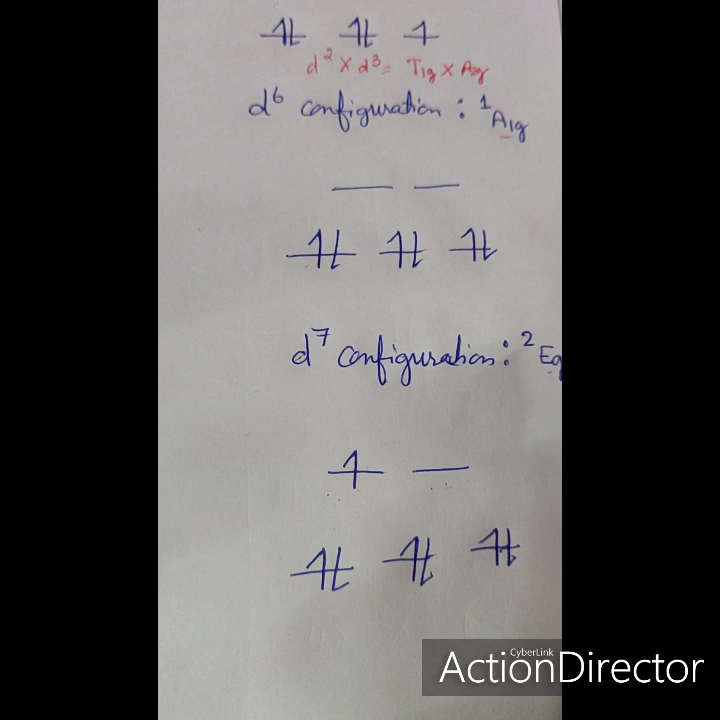 d² × d³ = T₁g × A₂g
d⁶ configuration : ¹A₁g
d⁷ configuration : ²Eg
CyberLink
ActionDirector